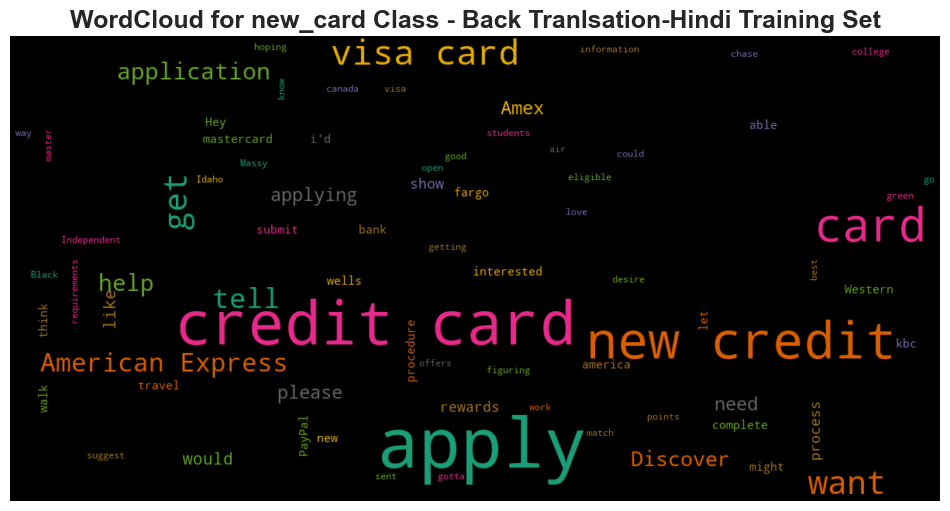 WordCloud for new_card Class - Back Tranlsation-Hindi Training Set
hoping
visa card
information
chase
college
application
know
canada
visa
Amex
way
master
Hey
mastercard
i'd
students
able
Massy
good
open
air
could
get
Idaho
applying
show
fargo
eligible
go
green
love
card
submit
bank
Independent
getting
Black
requirements
help
like
tell
wells
interested
desire
best
Western
think
credit card
procedure
new credit
let
kbc
American Express
offers
figuring
america
travel
walk
please
rewards
work
need
points
process
complete
PayPal
new
apply
match
suggest
would
sent
gotta
Discover
might
want